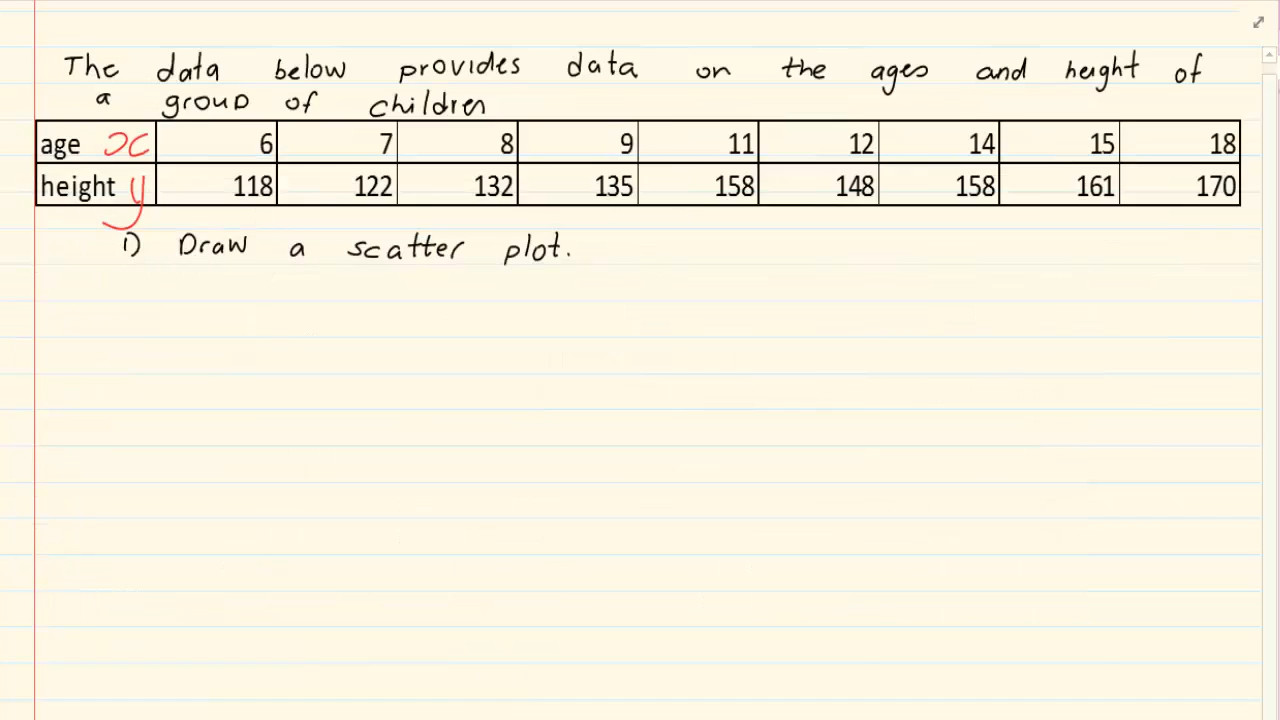 The data below provides data on the ages and height of
a group of children
age x 6 7 8 9 11 12 14 15 18
height y 118 122 132 135 158 148 158 161 170
1) Draw a scatter plot.